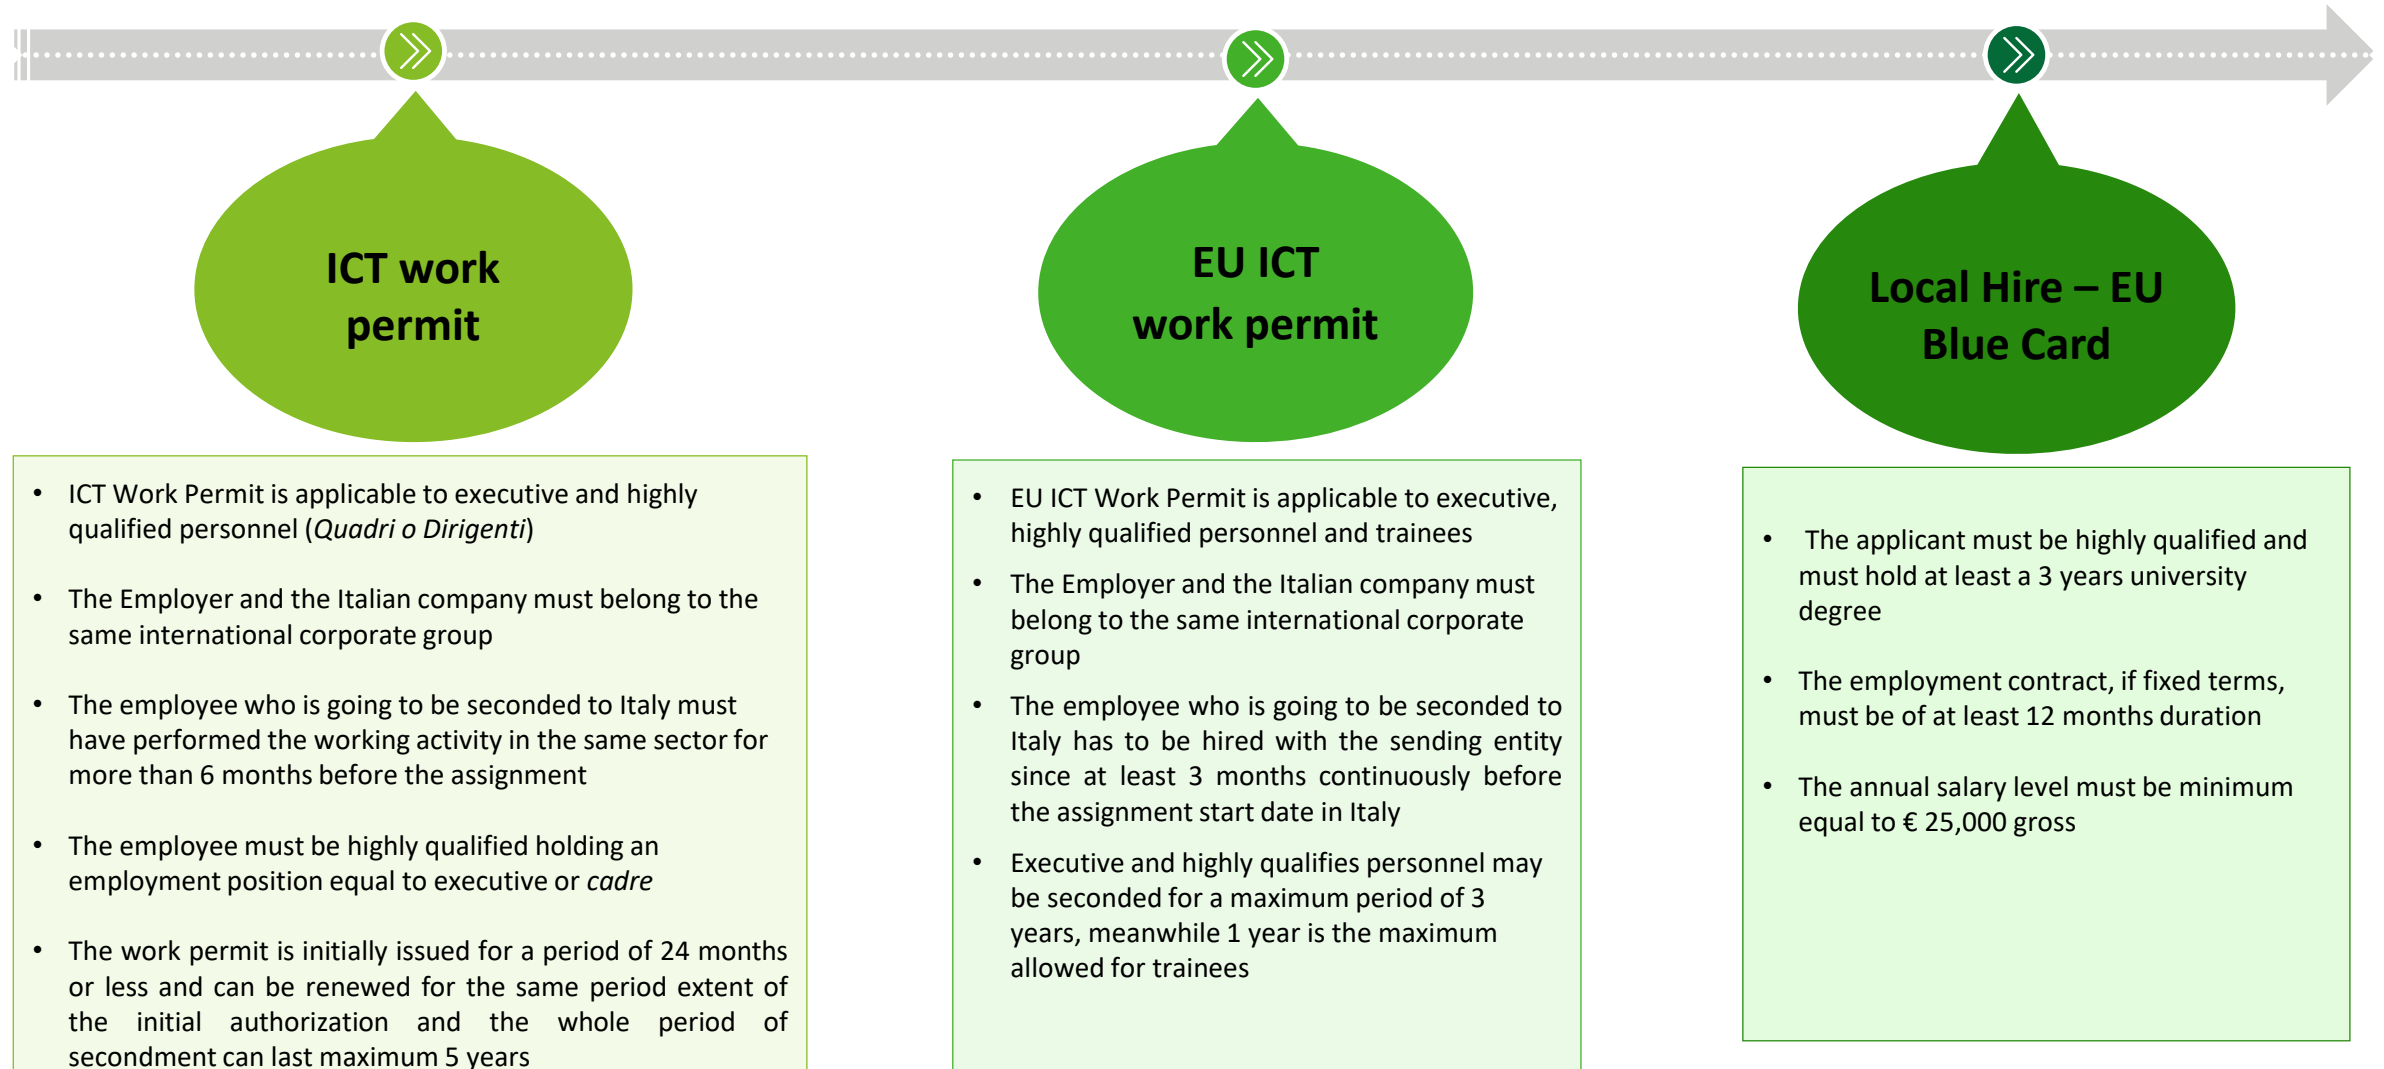 ICT work
permit
• ICT Work Permit is applicable to executive and highly
qualified personnel (Quadri o Dirigenti)
• The Employer and the Italian company must belong to the
same international corporate group
• The employee who is going to be seconded to Italy must
have performed the working activity in the same sector for
more than 6 months before the assignment
• The employee must be highly qualified holding an
employment position equal to executive or cadre
• The work permit is initially issued for a period of 24 months
or less and can be renewed for the same period extent of
the initial authorization and the whole period of
secondment can last maximum 5 years
EU ICT
work permit
• EU ICT Work Permit is applicable to executive,
highly qualified personnel and trainees
• The Employer and the Italian company must
belong to the same international corporate
group
• The employee who is going to be seconded to
Italy has to be hired with the sending entity
since at least 3 months continuously before
the assignment start date in Italy
• Executive and highly qualifies personnel may
be seconded for a maximum period of 3
years, meanwhile 1 year is the maximum
allowed for trainees
Local Hire – EU
Blue Card
• The applicant must be highly qualified and
must hold at least a 3 years university
degree
• The employment contract, if fixed terms,
must be of at least 12 months duration
• The annual salary level must be minimum
equal to € 25,000 gross